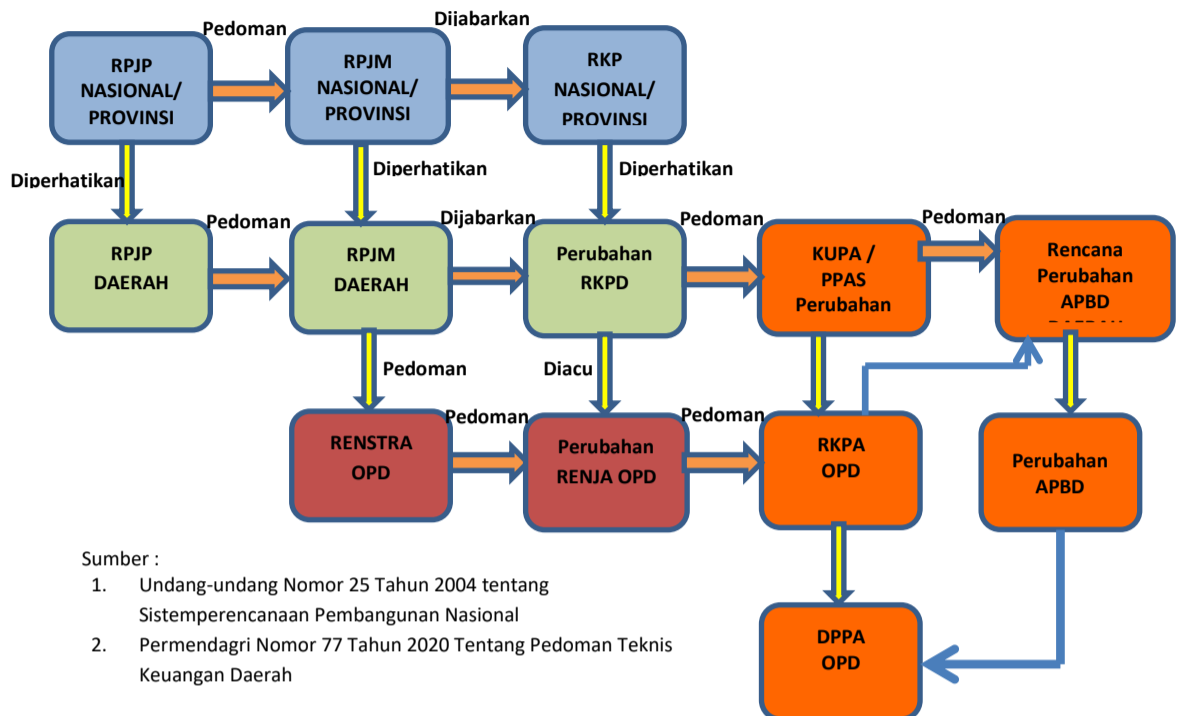 Pedoman
Dijabarkan
RPJP
NASIONAL/
PROVINSI
RPJM
NASIONAL/
PROVINSI
RKP
NASIONAL/
PROVINSI
Diperhatikan
Diperhatikan
Diperhatikan
Pedoman
Dijabarkan
Pedoman
Pedoman
RPJP
DAERAH
RPJM
DAERAH
Perubahan
RKPD
KUPA /
PPAS
Perubahan
Rencana
Perubahan
APBD
Pedoman
Diacu
Pedoman
Pedoman
RENSTRA
OPD
Perubahan
RENJA OPD
RKPA
OPD
Perubahan
APBD
Sumber :
1. Undang-undang Nomor 25 Tahun 2004 tentang
Sistemperencanaan Pembangunan Nasional
2. Permendagri Nomor 77 Tahun 2020 Tentang Pedoman Teknis
Keuangan Daerah
DPPA
OPD